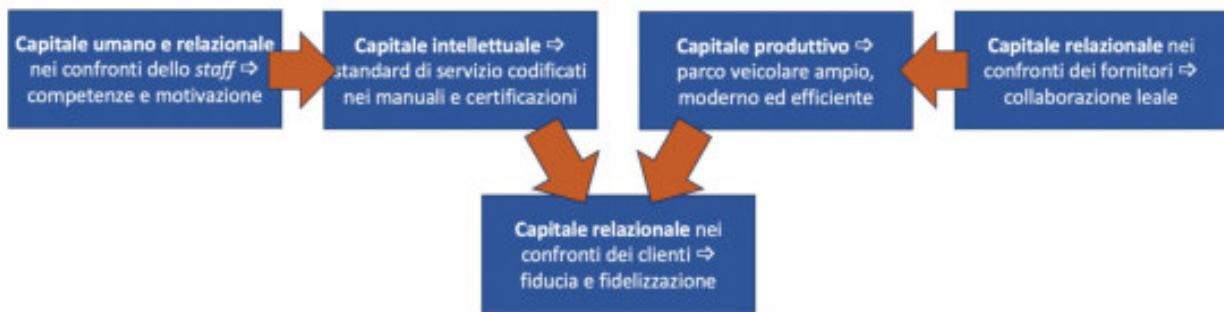 Capitale umano e relazionale
nei confronti dello staff ⇨
competenze e motivazione
Capitale intellettuale ⇨
standard di servizio codificati
nei manuali e certificazioni
Capitale produttivo ⇨
parco veicolare ampio,
moderno ed efficiente
Capitale relazionale nei
confronti dei fornitori ⇨
collaborazione leale
Capitale relazionale nei
confronti dei clienti ⇨
fiducia e fidelizzazione